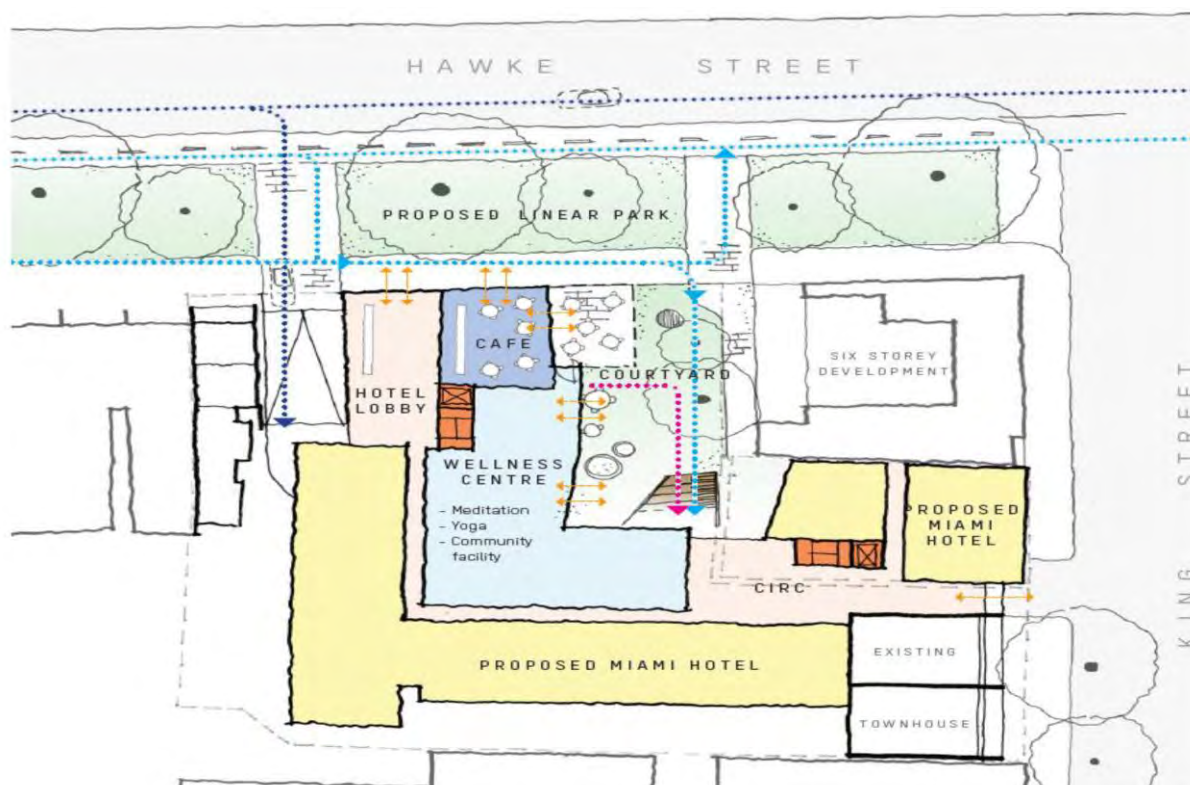 HAWKE STREET
PROPOSED LINEAR PARK
CAFE
COURTYARD
SIX STOREY
DEVELOPMENT
HOTEL
LOBBY
WELLNESS
CENTRE
- Meditation
- Yoga
- Community
facility
PROPOSED
MIAMI
HOTEL
CIRC
PROPOSED MIAMI HOTEL
EXISTING
TOWNHOUSE
KING STREET